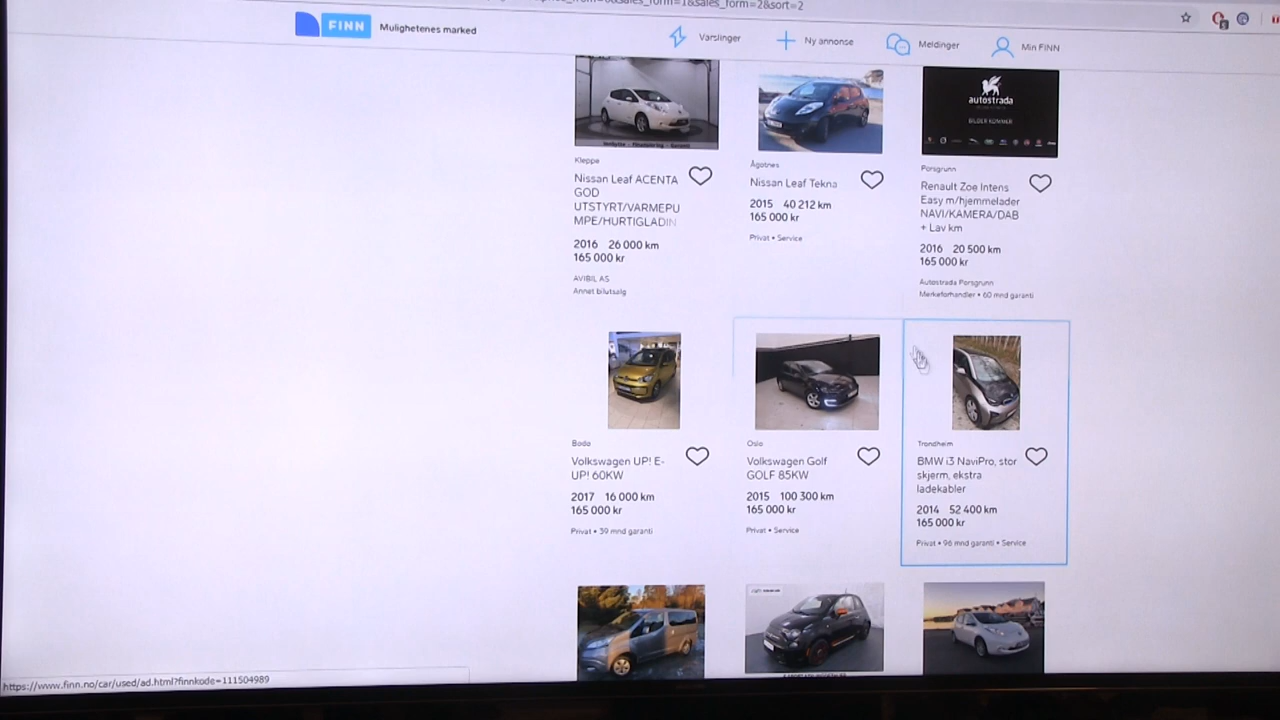 FINN
Mulighetenes marked
Varslinger
Ny annonse
Meldinger
Min FINN
autostrada
BILDER KOMMER
Kleppe
Nissan Leaf ACENTA
GOD
UTSTYRT/VARMEPU
MPE/HURTIGLADIN
2016 26 000 km
165 000 kr
AVIBIL AS
Annet bilutsalg
Ågotnes
Nissan Leaf Tekna
2015 40 212 km
165 000 kr
Privat • Service
Porsgrunn
Renault Zoe Intens
Easy m/hjemmelader
NAVI/KAMERA/DAB
+ Lav km
2016 20 500 km
165 000 kr
Autostrada Porsgrunn
Merkeforhandler • 60 mnd garanti
Bodø
Volkswagen UP! E-
UP! 60KW
2017 16 000 km
165 000 kr
Privat • 39 mnd garanti
Oslo
Volkswagen Golf
GOLF 85KW
2015 100 300 km
165 000 kr
Privat • Service
Trondheim
BMW i3 NaviPro, stor
skjerm, ekstra
ladekabler
2014 52 400 km
165 000 kr
Privat • 96 mnd garanti • Service
https://www.finn.no/car/used/ad.html?finnkode=111504989